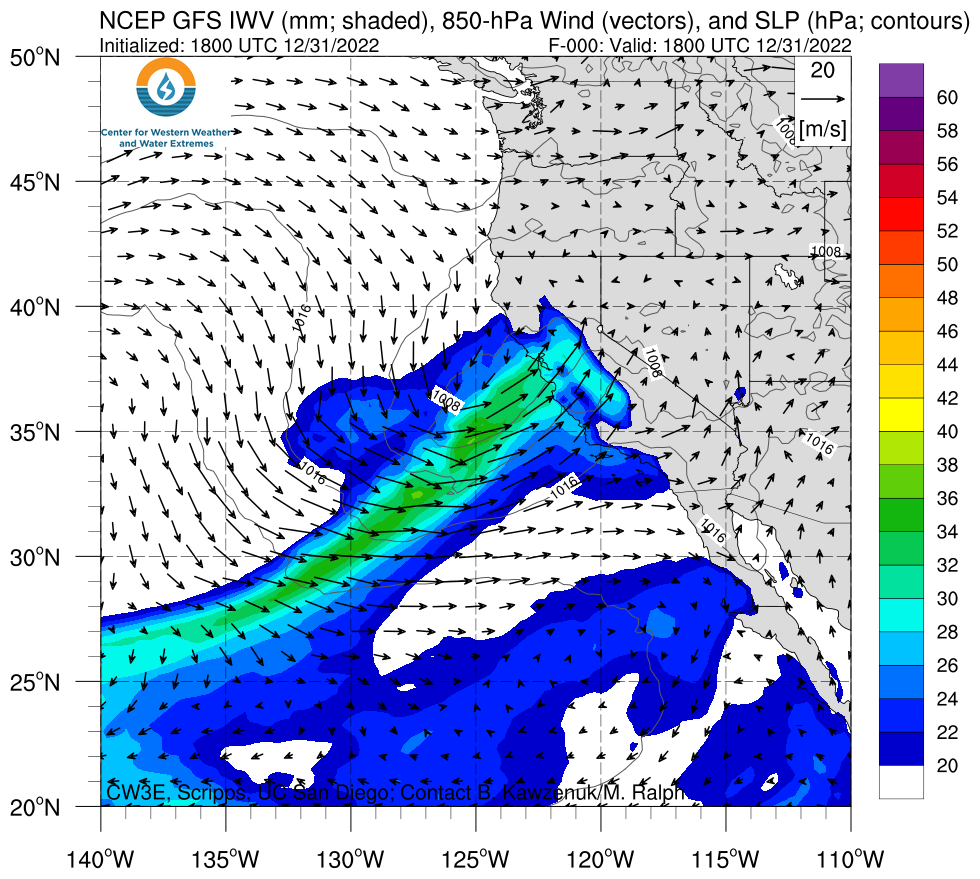 NCEP GFS IWV (mm; shaded), 850-hPa Wind (vectors), and SLP (hPa; contours)
Initialized: 1800 UTC 12/31/2022 F-000: Valid: 1800 UTC 12/31/2022
50°N
45°N
40°N
35°N
30°N
25°N
20°N
Center for Western Weather
and Water Extremes
20
[m/s]
1008
1008
1016
1008
1008
1016
1016
1016
1016
CW3E, Scripps, UC San Diego; Contact B. Kawzenuk/M. Ralph
140°W 135°W 130°W 125°W 120°W 115°W 110°W
60
58
56
54
52
50
48
46
44
42
40
38
36
34
32
30
28
26
24
22
20